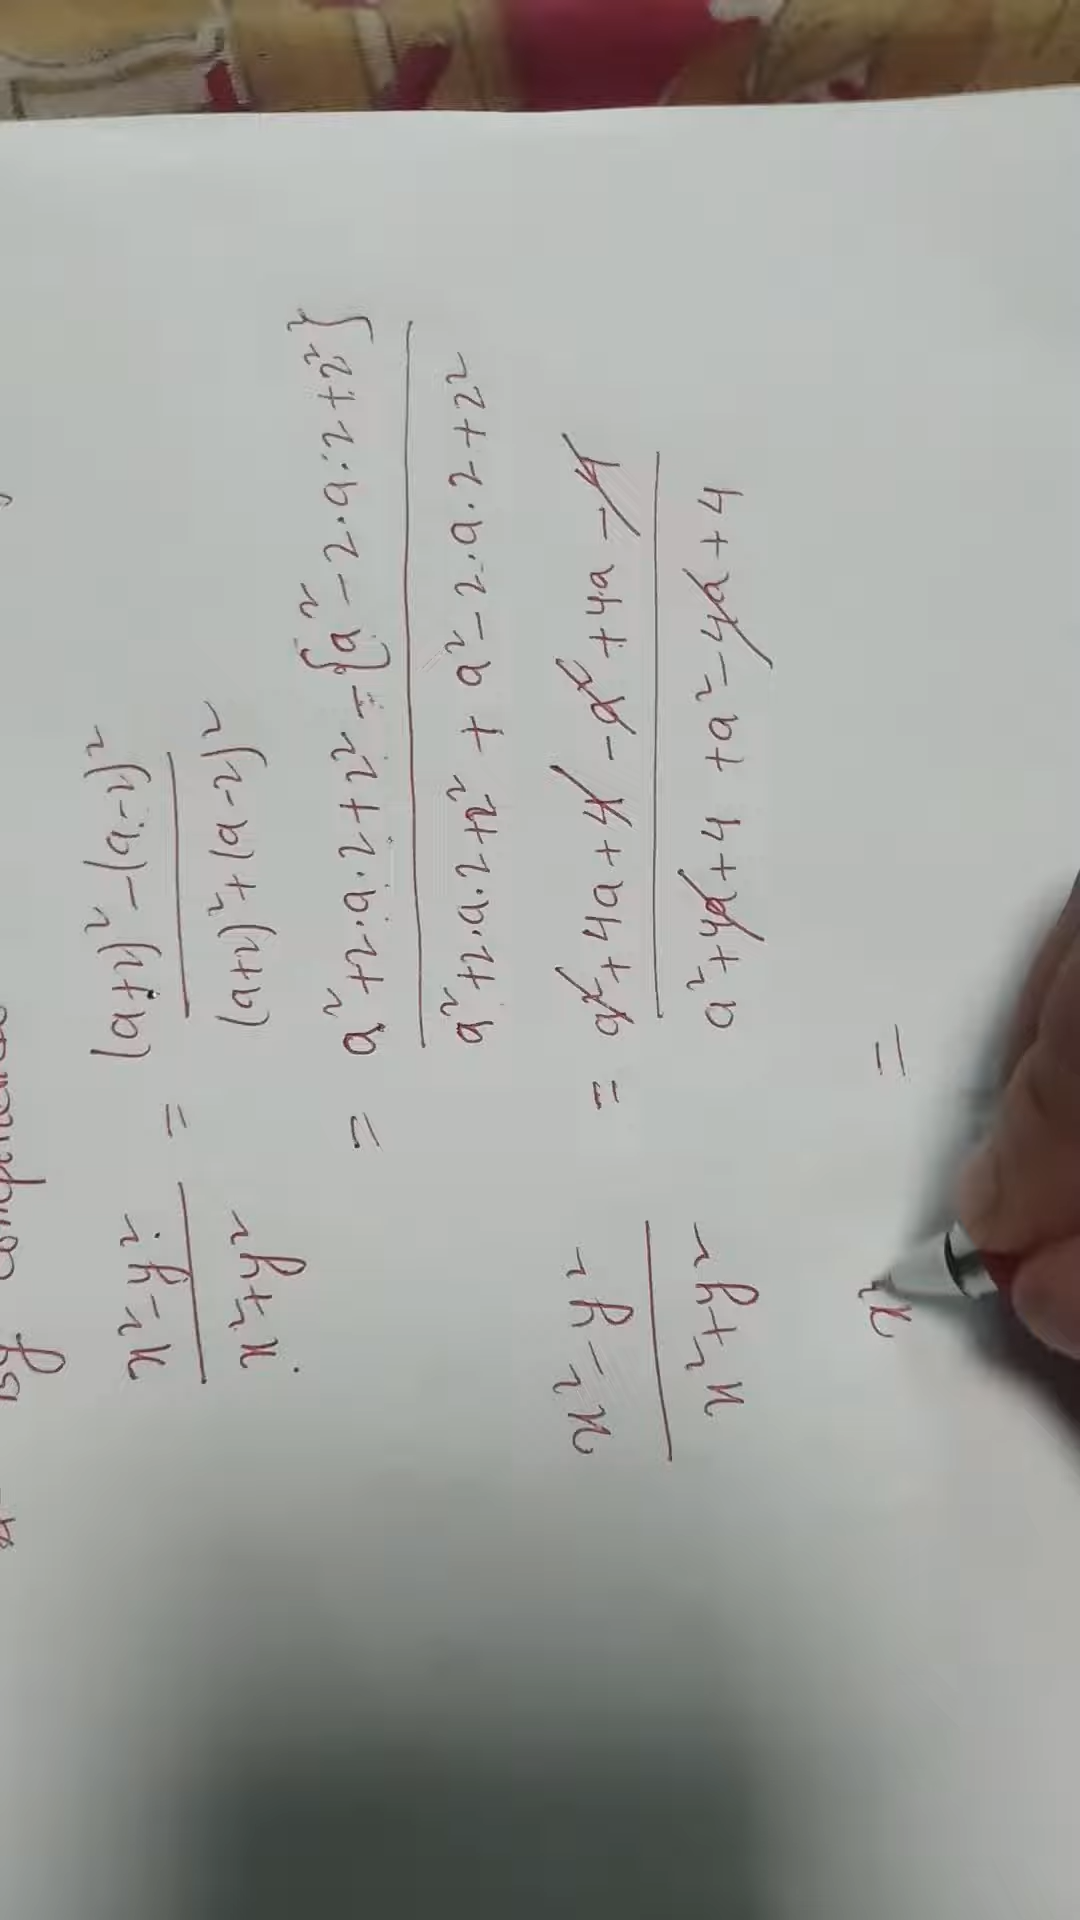 x² - y² = (a+2)² - (a-2)²
x² + y² (a+2)² + (a-2)²
= a² + 2·a·2 + 2² - {a² - 2·a·2 + 2²}
a² + 2·a·2 + 2² + a² - 2·a·2 + 2²
x² - y² = a² + 4a + 4 - a² + 4a - 4
x² + y² a² + 4a + 4 + a² - 4a + 4
x² =